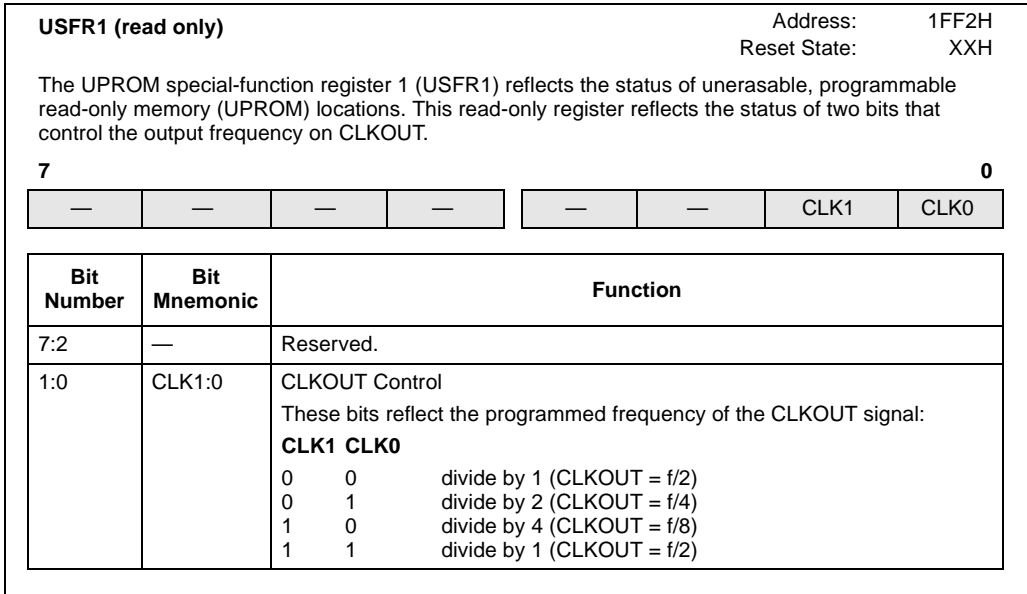 USFR1 (read only) Address: 1FF2H
Reset State: XXH
The UPROM special-function register 1 (USFR1) reflects the status of unerasable, programmable
read-only memory (UPROM) locations. This read-only register reflects the status of two bits that
control the output frequency on CLKOUT.
7 0
— — — — — — CLK1 CLK0
Bit Number Bit Mnemonic Function
7:2 — Reserved.
1:0 CLK1:0 CLKOUT Control
These bits reflect the programmed frequency of the CLKOUT signal:
CLK1 CLK0
0 0 divide by 1 (CLKOUT = f/2)
0 1 divide by 2 (CLKOUT = f/4)
1 0 divide by 4 (CLKOUT = f/8)
1 1 divide by 1 (CLKOUT = f/2)